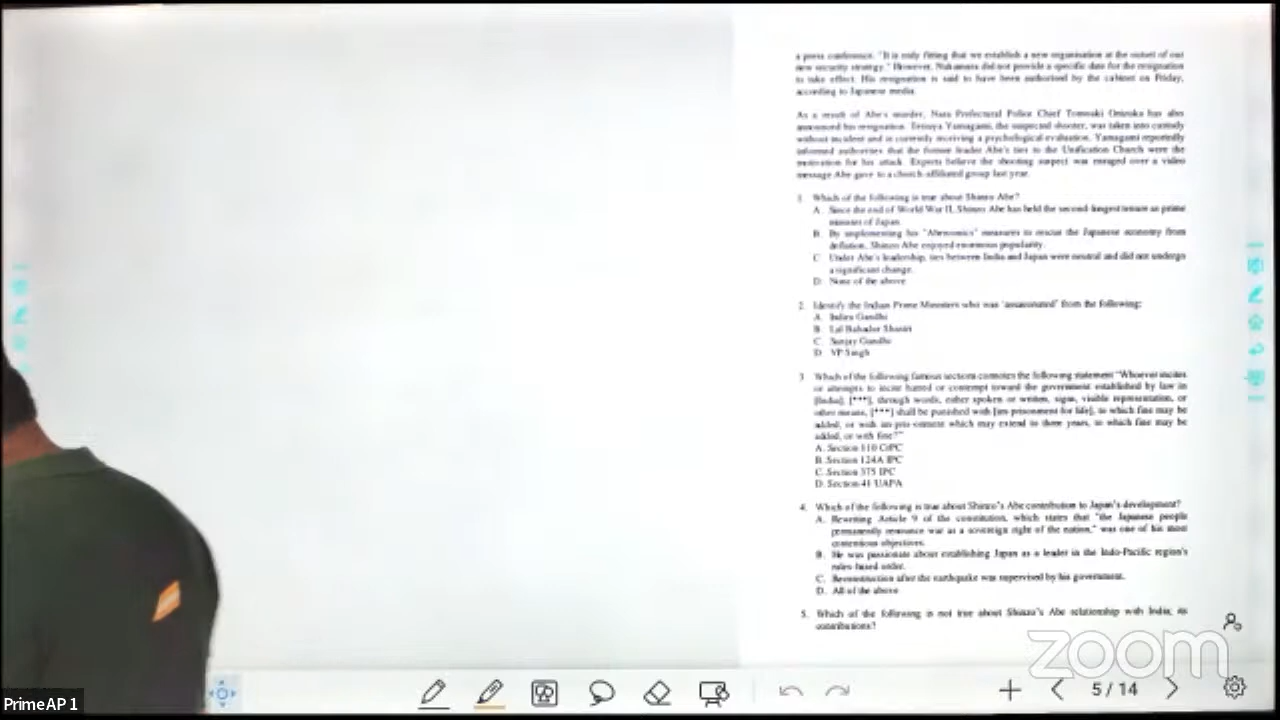 a press conference. "It is only fitting that we establish a new organisation at the outset of our
new security strategy." However, Nakamura did not provide a specific date for the resignation
to take effect. His resignation is said to have been authorised by the cabinet on Friday,
according to Japanese media.
As a result of Abe's murder, Nara Prefectural Police Chief Tomoaki Onizuka has also
announced his resignation. Tetsuya Yamagami, the suspected shooter, was taken into custody
without incident and is currently receiving a psychological evaluation. Yamagami reportedly
informed authorities that the former leader Abe's ties to the Unification Church were the
motivation for his attack. Experts believe the shooting suspect was enraged over a video
message Abe gave to a church-affiliated group last year.
1. Which of the following is true about Shinzo Abe?
A. Since the end of World War II, Shinzo Abe has held the second-longest tenure as prime
minister of Japan.
B. By implementing his "Abenomics" measures to rescue the Japanese economy from
deflation, Shinzo Abe enjoyed enormous popularity.
C. Under Abe's leadership, ties between India and Japan were neutral and did not undergo
a significant change.
D. None of the above
2. Identify the Indian Prime Ministers who was 'assassinated' from the following:
A. Indira Gandhi
B. Lal Bahadur Shastri
C. Sanjay Gandhi
D. VP Singh
3. Which of the following famous sections connotes the following statement "Whoever incites
or attempts to incite hatred or contempt toward the government established by law in
[India], [***], through words, either spoken or written, signs, visible representation, or
other means, [***] shall be punished with [im-prisonment for life], to which fine may be
added, or with im-pris-onment which may extend to three years, to which fine may be
added, or with fine?"
A. Section 110 CrPC
B. Section 124A IPC
C. Section 375 IPC
D. Section 41 UAPA
4. Which of the following is true about Shinzo's Abe contribution to Japan's development?
A. Rewriting Article 9 of the constitution, which states that "the Japanese people
permanently renounce war as a sovereign right of the nation," was one of his most
contentious objectives.
B. He was passionate about establishing Japan as a leader in the Indo-Pacific region's
rules-based order.
C. Reconstruction after the earthquake was supervised by his government.
D. All of the above
5. Which of the following is not true about Shinzo's Abe relationship with India; its
contributions?
zoom
5 / 14
PrimeAP 1